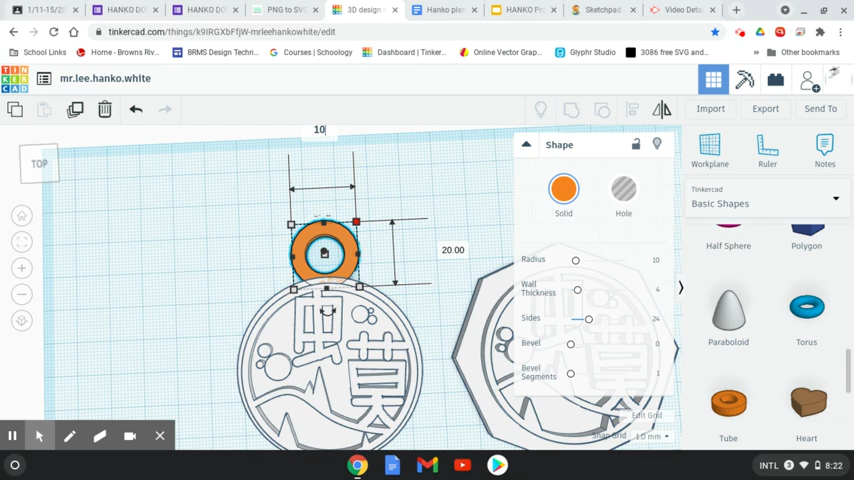 1/11-15/20
HANKO DO
HANKO DO
PNG to SV
3D design r
Hanko plan
HANKO Pre
Sketchpad
Video Deta
tinkercad.com/things/k9IRGXbFfjW-mrleehankowhite/edit
School Links
Home - Browns Riv...
BRMS Design Techn...
Courses | Schoology
Dashboard | Tinker...
Online Vector Grap...
Glyphr Studio
3086 free SVG and...
Other bookmarks
TIN
KER
CAD
mr.lee.hanko.white
Import
Export
Send To
10
TOP
Shape
Solid
Hole
Radius
10
Wall
Thickness
4
Sides
24
Bevel
0
Bevel
Segments
1
20.00
Edit Grid
Snap Grid
1.0 mm
Workplane
Ruler
Notes
Tinkercad
Basic Shapes
Half Sphere
Polygon
Paraboloid
Torus
Tube
Heart
INTL
3
8:22